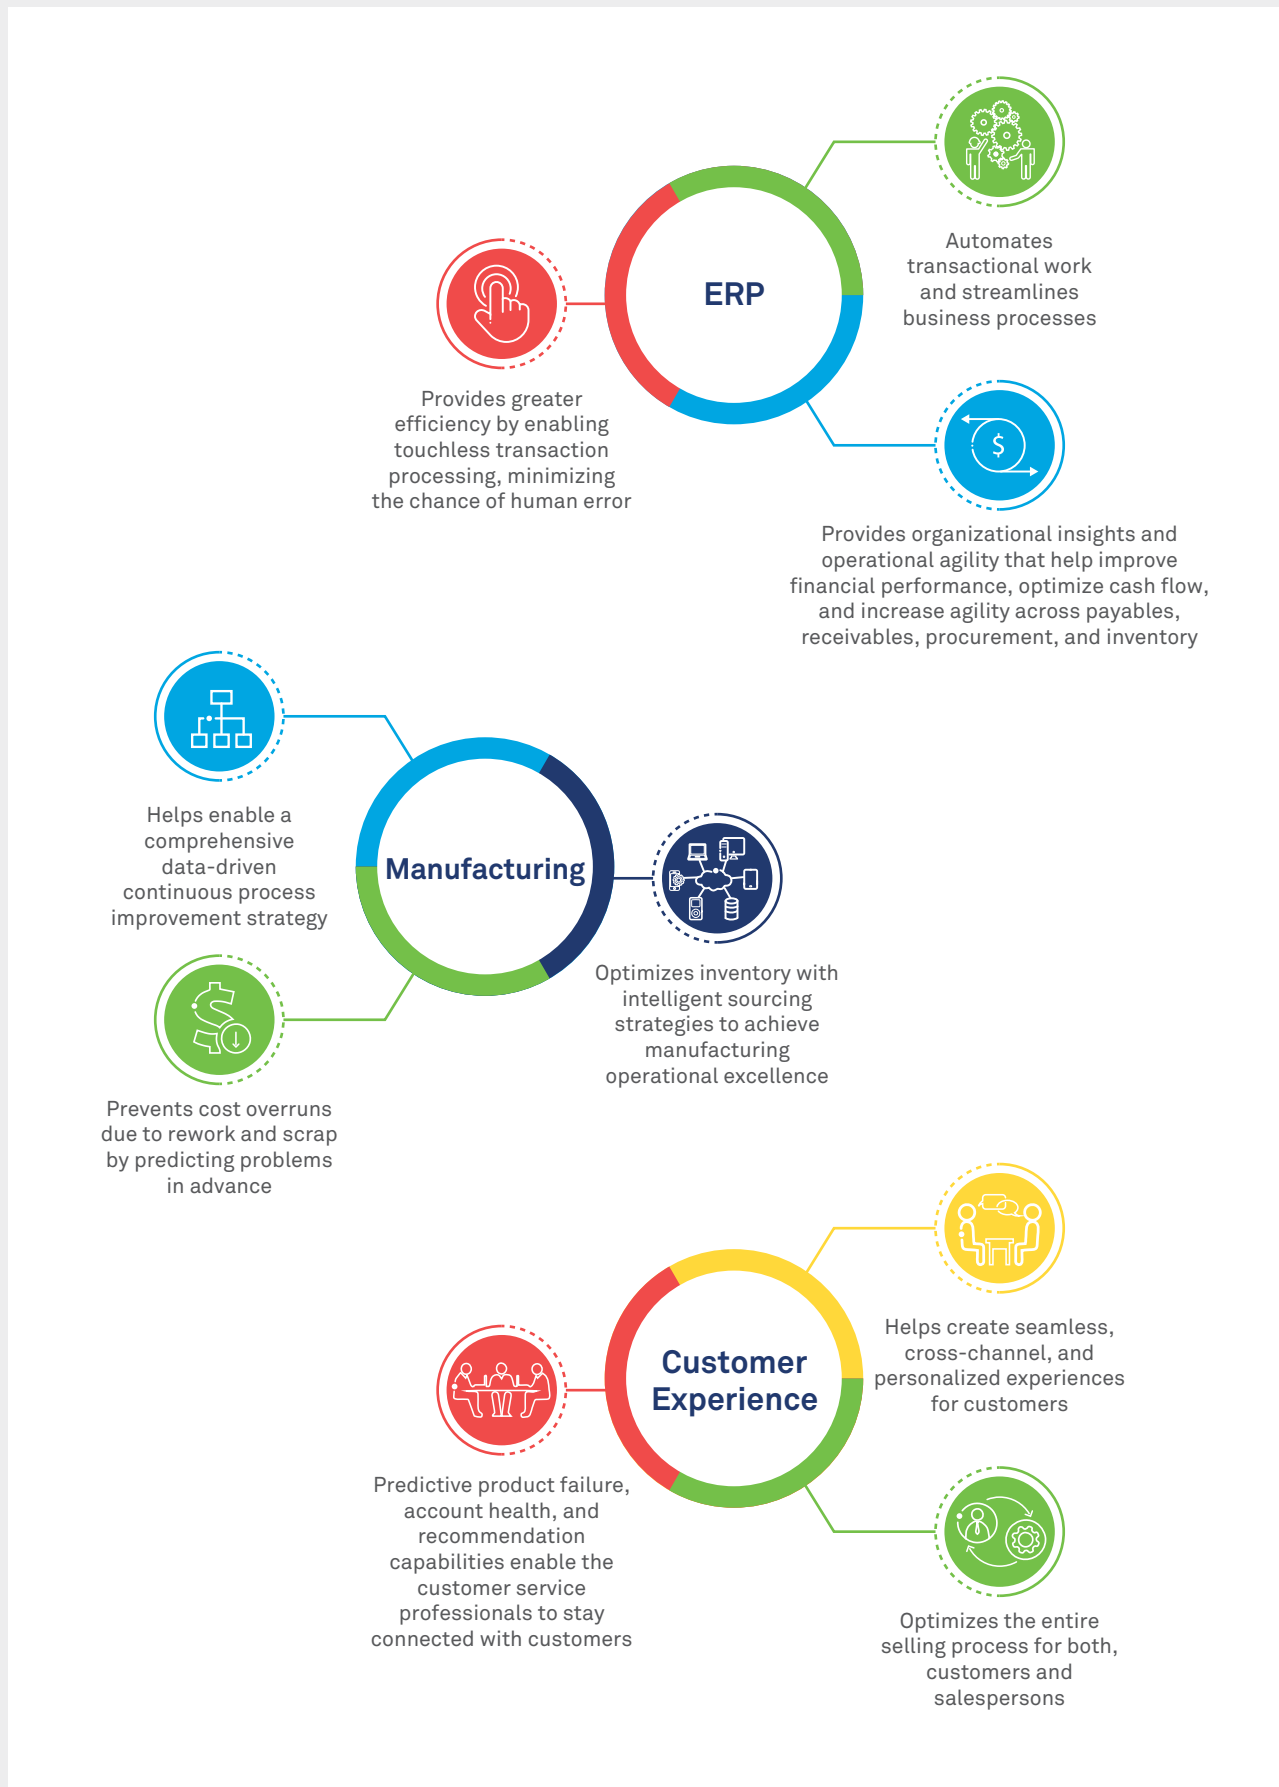 ERP
Automates
transactional work
and streamlines
business processes
Provides greater
efficiency by enabling
touchless transaction
processing, minimizing
the chance of human error
$
Provides organizational insights and
operational agility that help improve
financial performance, optimize cash flow,
and increase agility across payables,
receivables, procurement, and inventory
Manufacturing
Helps enable a
comprehensive
data-driven
continuous process
improvement strategy
Optimizes inventory with
intelligent sourcing
strategies to achieve
manufacturing
operational excellence
Prevents cost overruns
due to rework and scrap
by predicting problems
in advance
Customer
Experience
Helps create seamless,
cross-channel, and
personalized experiences
for customers
Predictive product failure,
account health, and
recommendation
capabilities enable the
customer service
professionals to stay
connected with customers
Optimizes the entire
selling process for both,
customers and
salespersons